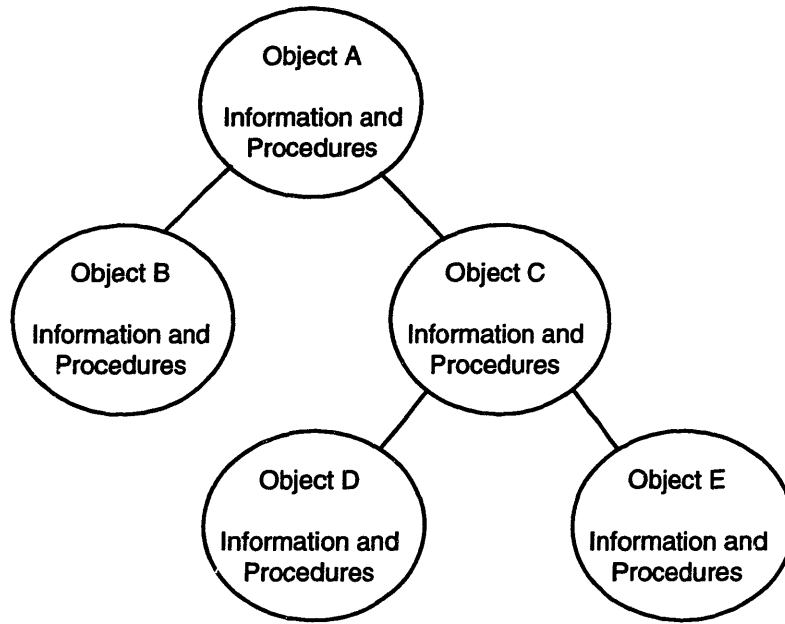 Object A
Information and
Procedures
Object B
Information and
Procedures
Object C
Information and
Procedures
Object D
Information and
Procedures
Object E
Information and
Procedures